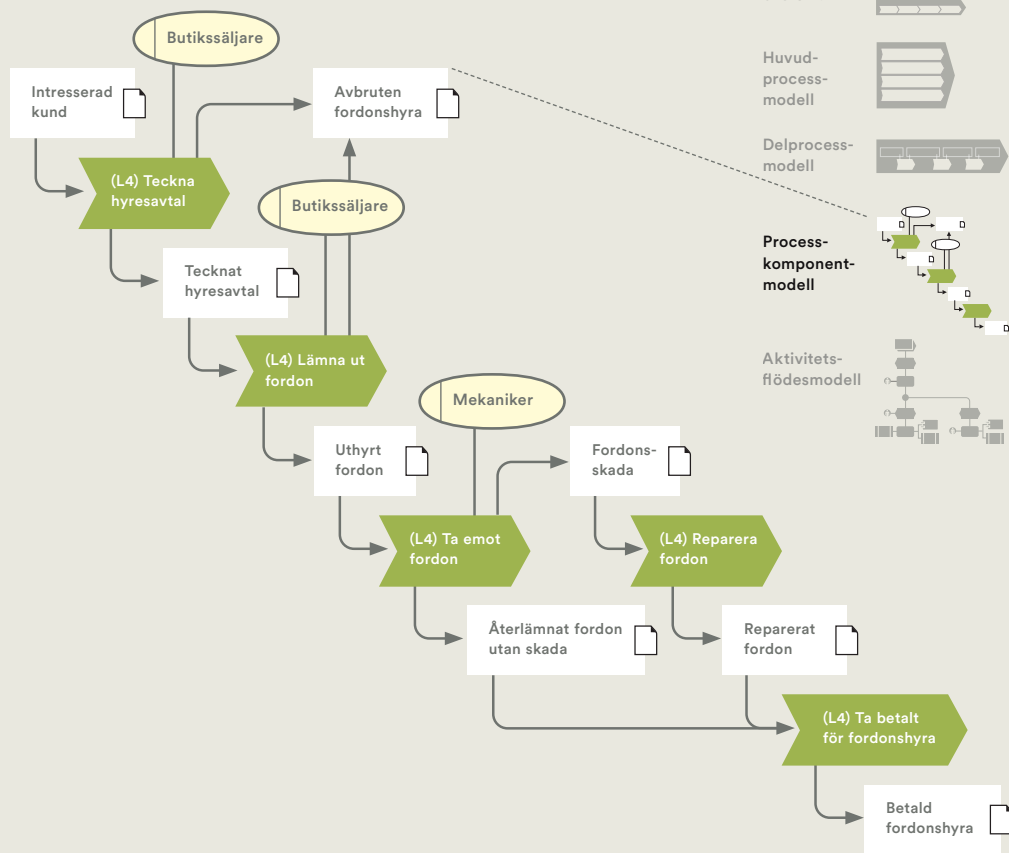 Butikssäljare
Intresserad
kund
Avbruten
fordonshyra
(L4) Teckna
hyresavtal
Butikssäljare
Tecknat
hyresavtal
(L4) Lämna ut
fordon
Mekaniker
Uthyrt
fordon
Fordons-
skada
(L4) Ta emot
fordon
(L4) Reparera
fordon
Återlämnat fordon
utan skada
Reparerat
fordon
(L4) Ta betalt
för fordonshyra
Betald
fordonshyra
Huvud-
process-
modell
Delprocess-
modell
Process-
komponent-
modell
Aktivitets-
flödesmodell